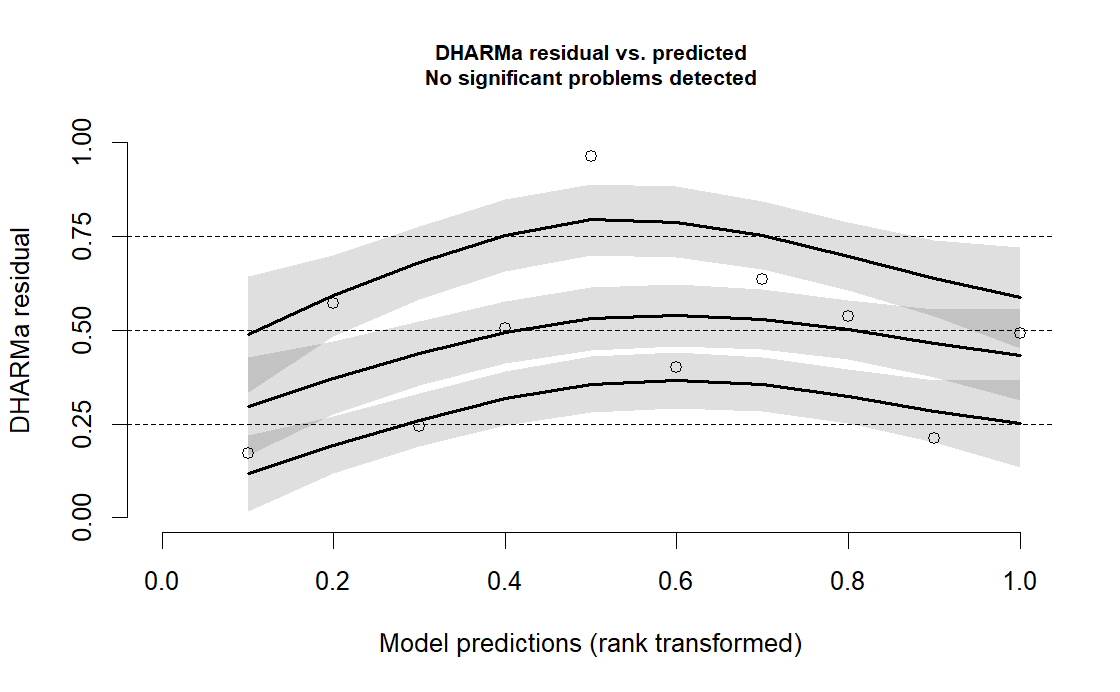 DHARMa residual vs. predicted
No significant problems detected
1.00
0.75
0.50
0.25
0.00
DHARMa residual
0.0 0.2 0.4 0.6 0.8 1.0
Model predictions (rank transformed)